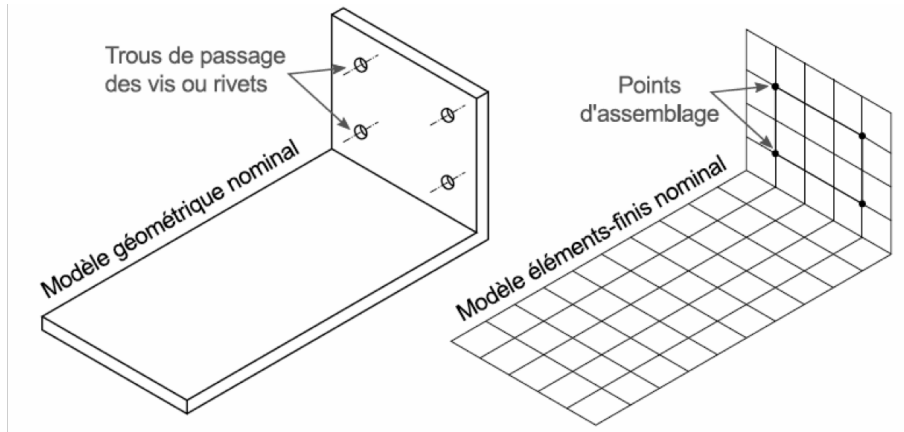 Trous de passage
des vis ou rivets
Modèle géométrique nominal
Points
d'assemblage
Modèle éléments-finis nominal